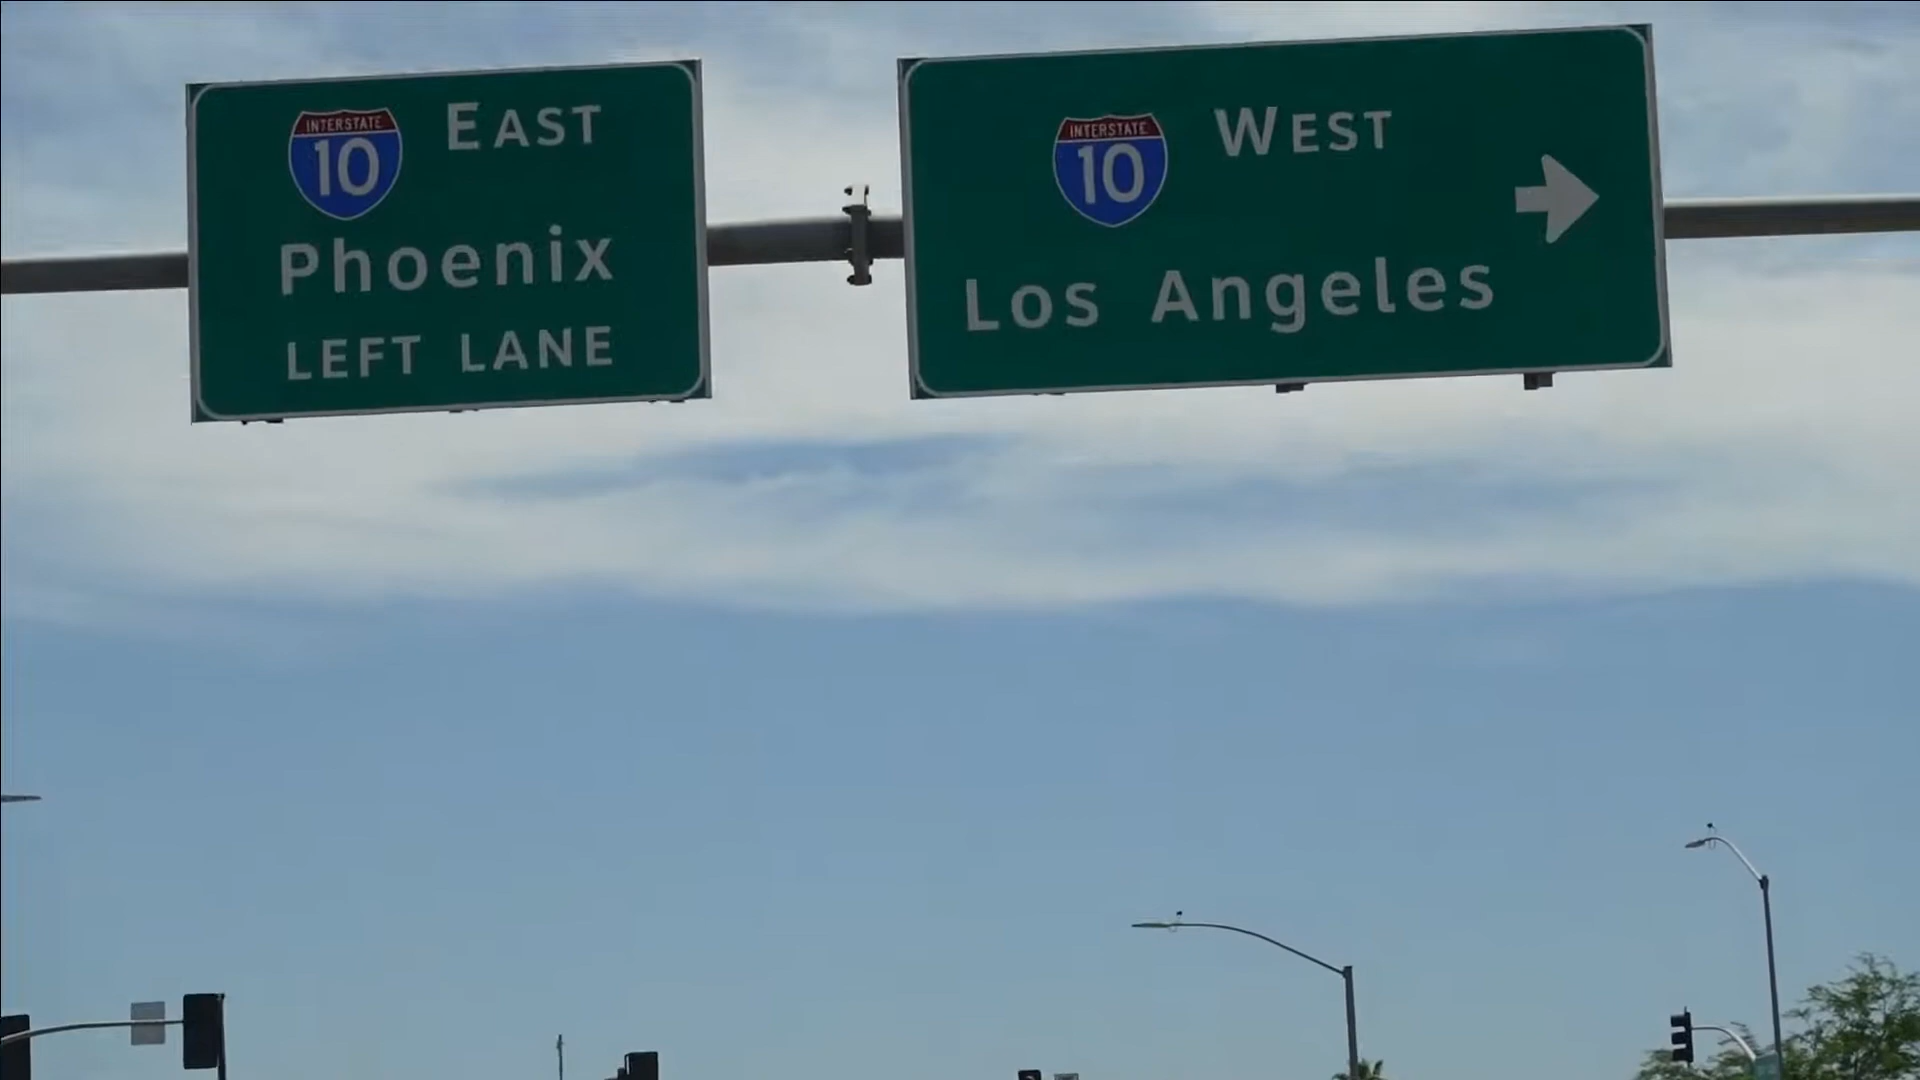 INTERSTATE
10
EAST
Phoenix
LEFT LANE
INTERSTATE
10
WEST
Los Angeles